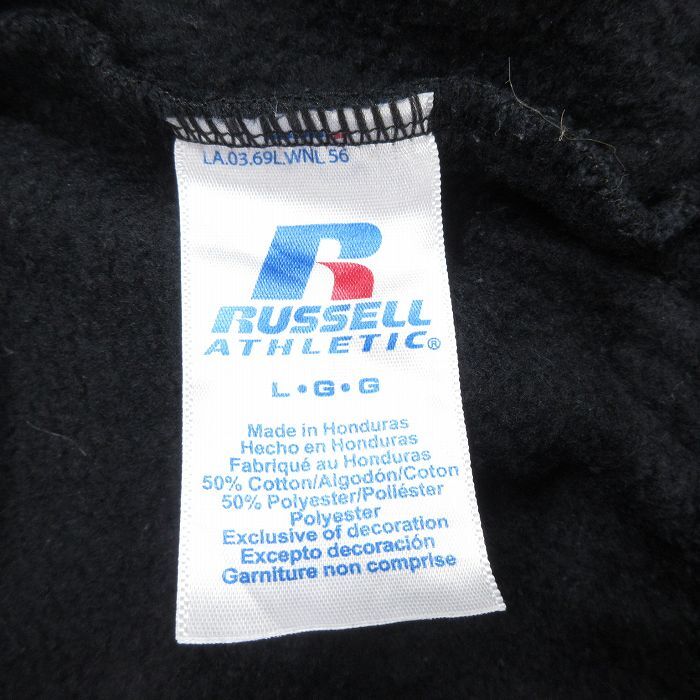 LA.03.69LWNL 56
RUSSELL
ATHLETIC®
L•G•G
Made in Honduras
Hecho en Honduras
Fabriqué au Honduras
50% Cotton/Algodón/Coton
50% Polyester/Poliéster
Polyester
Exclusive of decoration
Excepto decoración
Garniture non comprise